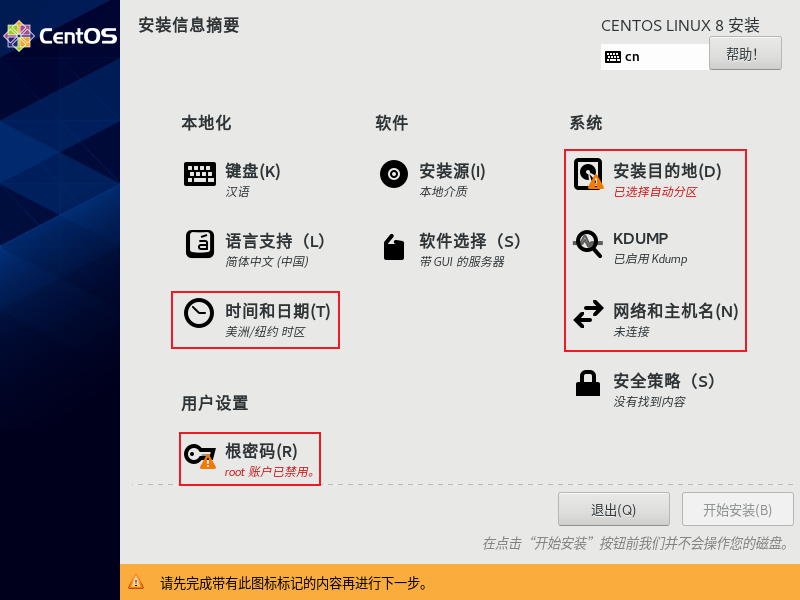 CentOS
安装信息摘要
CENTOS LINUX 8 安装
cn
帮助!
本地化
键盘(K)
汉语
语言支持（L）
简体中文 (中国)
时间和日期(T)
美洲/纽约 时区
用户设置
根密码(R)
root 账户已禁用。
软件
安装源(I)
本地介质
软件选择（S）
带 GUI 的服务器
系统
安装目的地(D)
已选择自动分区
KDUMP
已启用 Kdump
网络和主机名(N)
未连接
安全策略（S）
没有找到内容
退出(Q)
开始安装(B)
在点击“开始安装”按钮前我们并不会操作您的磁盘。
请先完成带有此图标标记的内容再进行下一步。